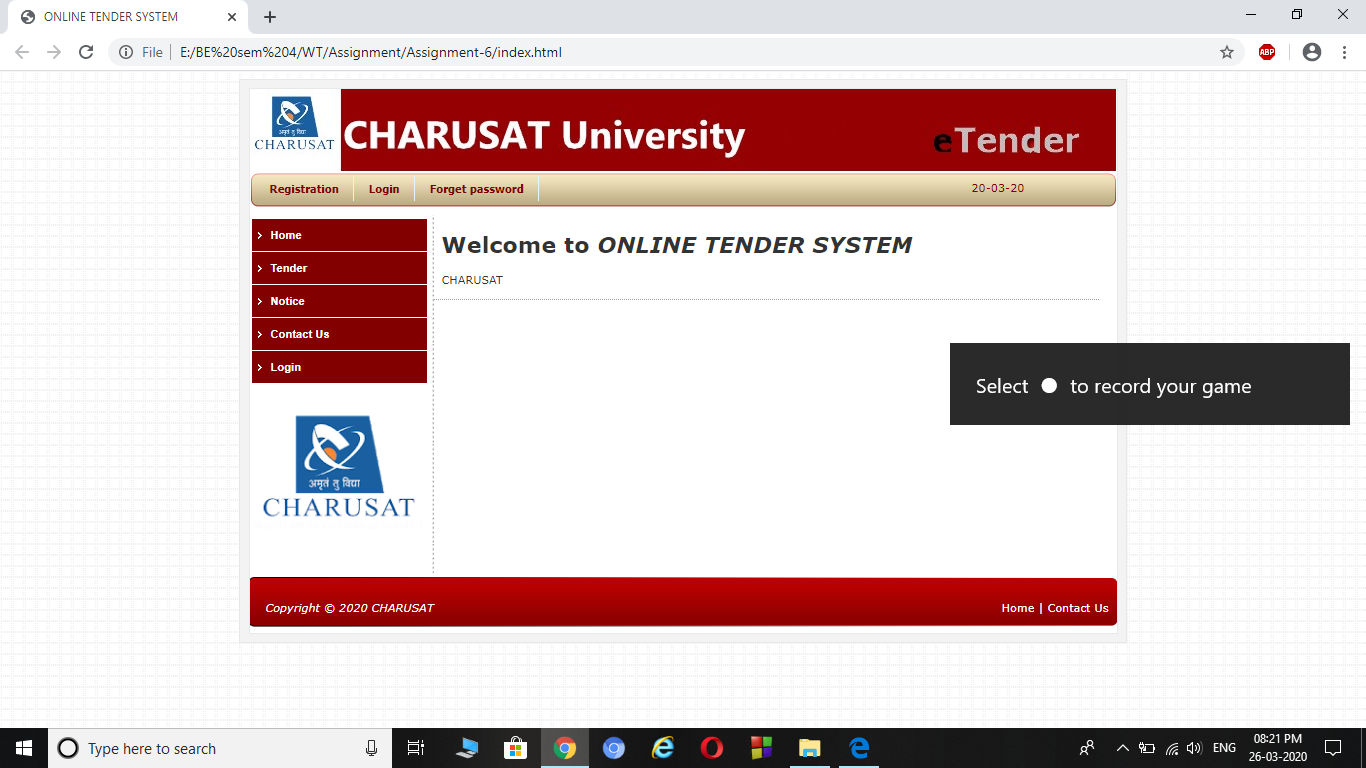 ONLINE TENDER SYSTEM
File E:/BE%20sem%204/WT/Assignment/Assignment-6/index.html
ABP
अमृतं तु विद्या
CHARUSAT
CHARUSAT University
eTender
Registration Login Forget password 20-03-20
Home
Tender
Notice
Contact Us
Login
Welcome to ONLINE TENDER SYSTEM
CHARUSAT
Select to record your game
अमृतं तु विद्या
CHARUSAT
Copyright © 2020 CHARUSAT Home | Contact Us
Type here to search
ENG
08:21 PM
26-03-2020